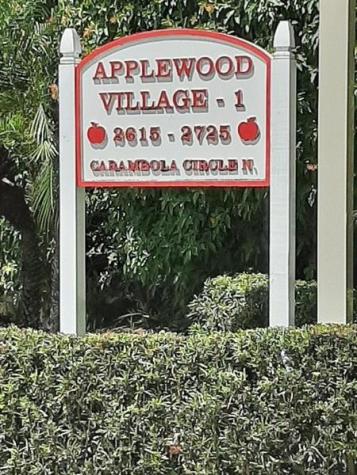 APPLEWOOD
VILLAGE - 1
2615 - 2725
CARAMBOLA CIRCLE N.